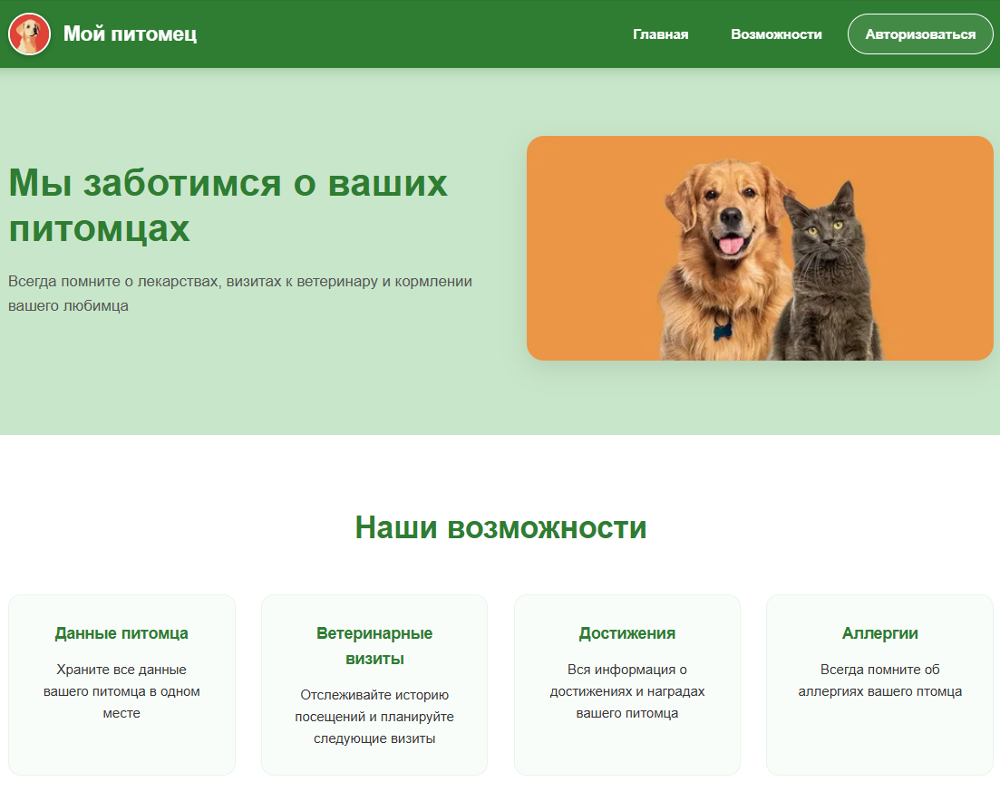 Мой питомец
Главная
Возможности
Авторизоваться
Мы заботимся о ваших
питомцах
Всегда помните о лекарствах, визитах к ветеринару и кормлении
вашего любимца
Наши возможности
Данные питомца
Храните все данные
вашего питомца в одном
месте
Ветеринарные
визиты
Отслеживайте историю
посещений и планируйте
следующие визиты
Достижения
Вся информация о
достижениях и наградах
вашего питомца
Аллергии
Всегда помните об
аллергиях вашего птомца